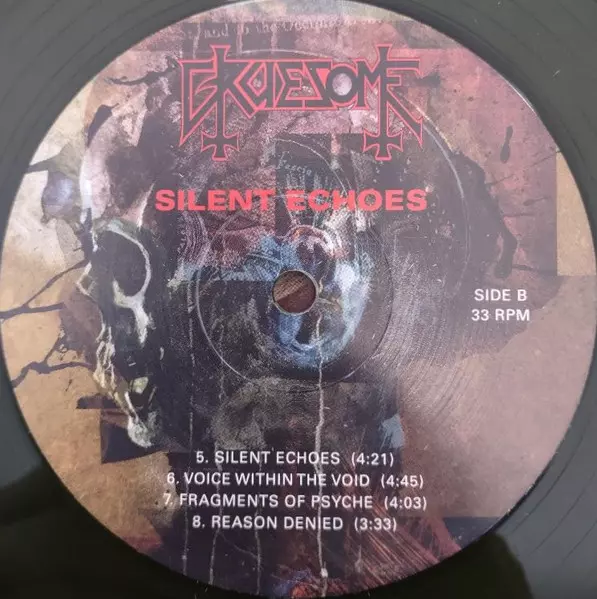 GRUESOME
SILENT ECHOES
SIDE B
33 RPM
5. SILENT ECHOES (4:21)
6. VOICE WITHIN THE VOID (4:45)
7. FRAGMENTS OF PSYCHE (4:03)
8. REASON DENIED (3:33)